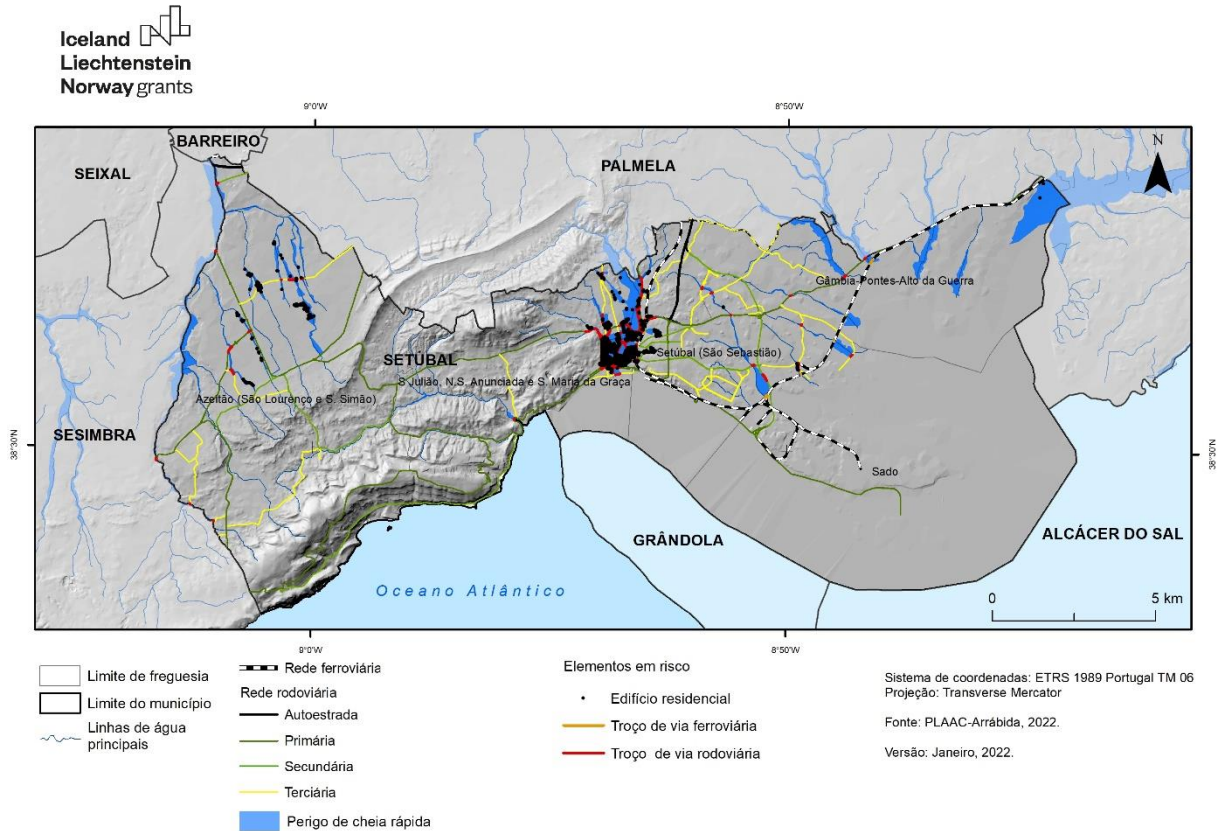 Iceland
Liechtenstein
Norway grants
9°0'W
8°50'W
BARREIRO
SEIXAL
PALMELA
N
Gâmbia-Pontes-Alto da Guerra
SETÚBAL
Setúbal (São Sebastião)
S Julião, N.S. Anunciada e S. Maria da Graça
Azeitão (São Lourenço e S. Simão)
SESIMBRA
38°30'N
38°30'N
Sado
GRÂNDOLA
ALCÁCER DO SAL
Oceano Atlântico
0
5 km
9°0'W
8°50'W
Limite de freguesia
Limite do município
Linhas de água
principais
Rede ferroviária
Rede rodoviária
Autoestrada
Primária
Secundária
Terciária
Perigo de cheia rápida
Elementos em risco
Edifício residencial
Troço de via ferroviária
Troço de via rodoviária
Sistema de coordenadas: ETRS 1989 Portugal TM 06
Projeção: Transverse Mercator
Fonte: PLAAC-Arrábida, 2022.
Versão: Janeiro, 2022.